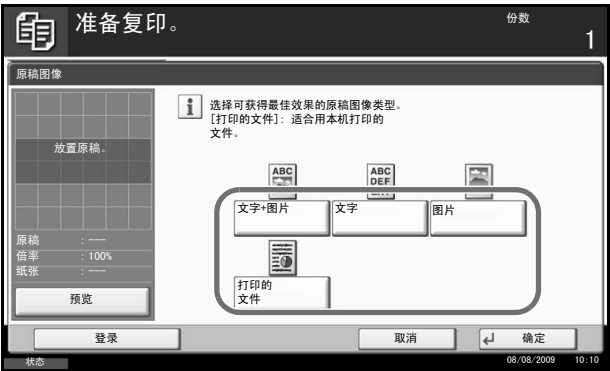 准备复印。
份数
1
原稿图像
选择可获得最佳效果的原稿图像类型。
[打印的文件]: 适合用本机打印的
文件。
放置原稿。
ABC
ABC
DEF
文字+图片
文字
图片
打印的
文件
原稿 : ---
倍率 : 100%
纸张 : ---
预览
登录
取消
确定
状态
08/08/2009 10:10